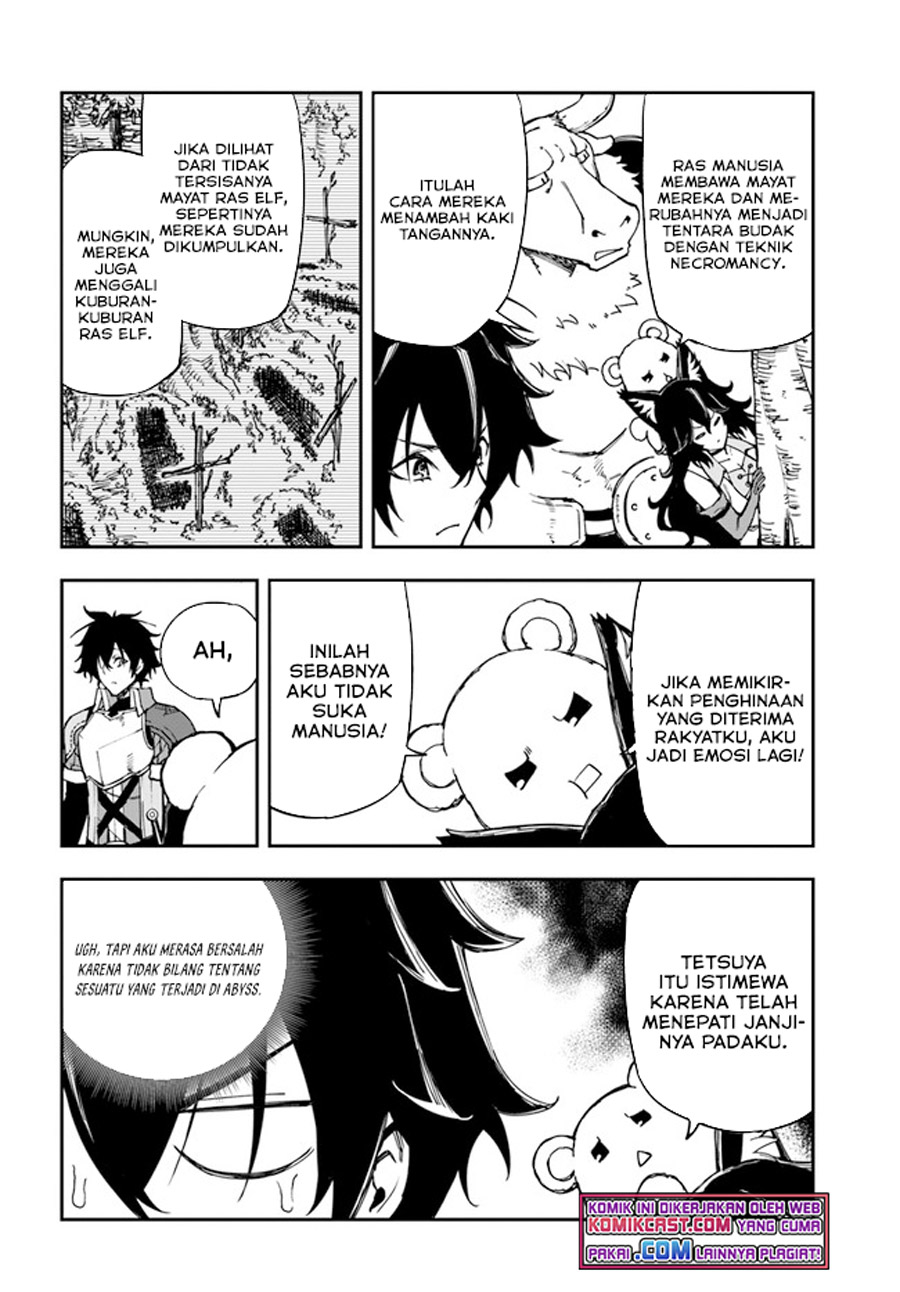 RAS MANUSIA
MEMBAWA MAYAT
MEREKA DAN ME-
RUBAHNYA MENJADI
TENTARA BUDAK
DENGAN TEKNIK
NECROMANCY.
ITULAH
CARA MEREKA
MENAMBAH KAKI
TANGANNYA.
JIKA DILIHAT
DARI TIDAK
TERSISANYA
MAYAT RAS ELF,
SEPERTINYA
MEREKA SUDAH
DIKUMPULKAN.
MUNGKIN,
MEREKA
JUGA
MENGGALI
KUBURAN-
KUBURAN
RAS ELF.
JIKA MEMIKIR-
KAN PENGHINAAN
YANG DITERIMA
RAKYATKU, AKU
JADI EMOSI LAGI!
INILAH
SEBABNYA
AKU TIDAK
SUKA
MANUSIA!
AH,
TETSUYA
ITU ISTIMEWA
KARENA TELAH
MENEPATI JANJI-
NYA PADAKU.
UGH, TAPI AKU MERASA BERSALAH
KARENA TIDAK BILANG TENTANG
SESUATU YANG TERJADI DI ABYSS.
KOMIK INI DIKERJAKAN OLEH WEB
KOMIKCAST.COM YANG CUMA
PAKAI .COM LAINNYA PLAGIAT!